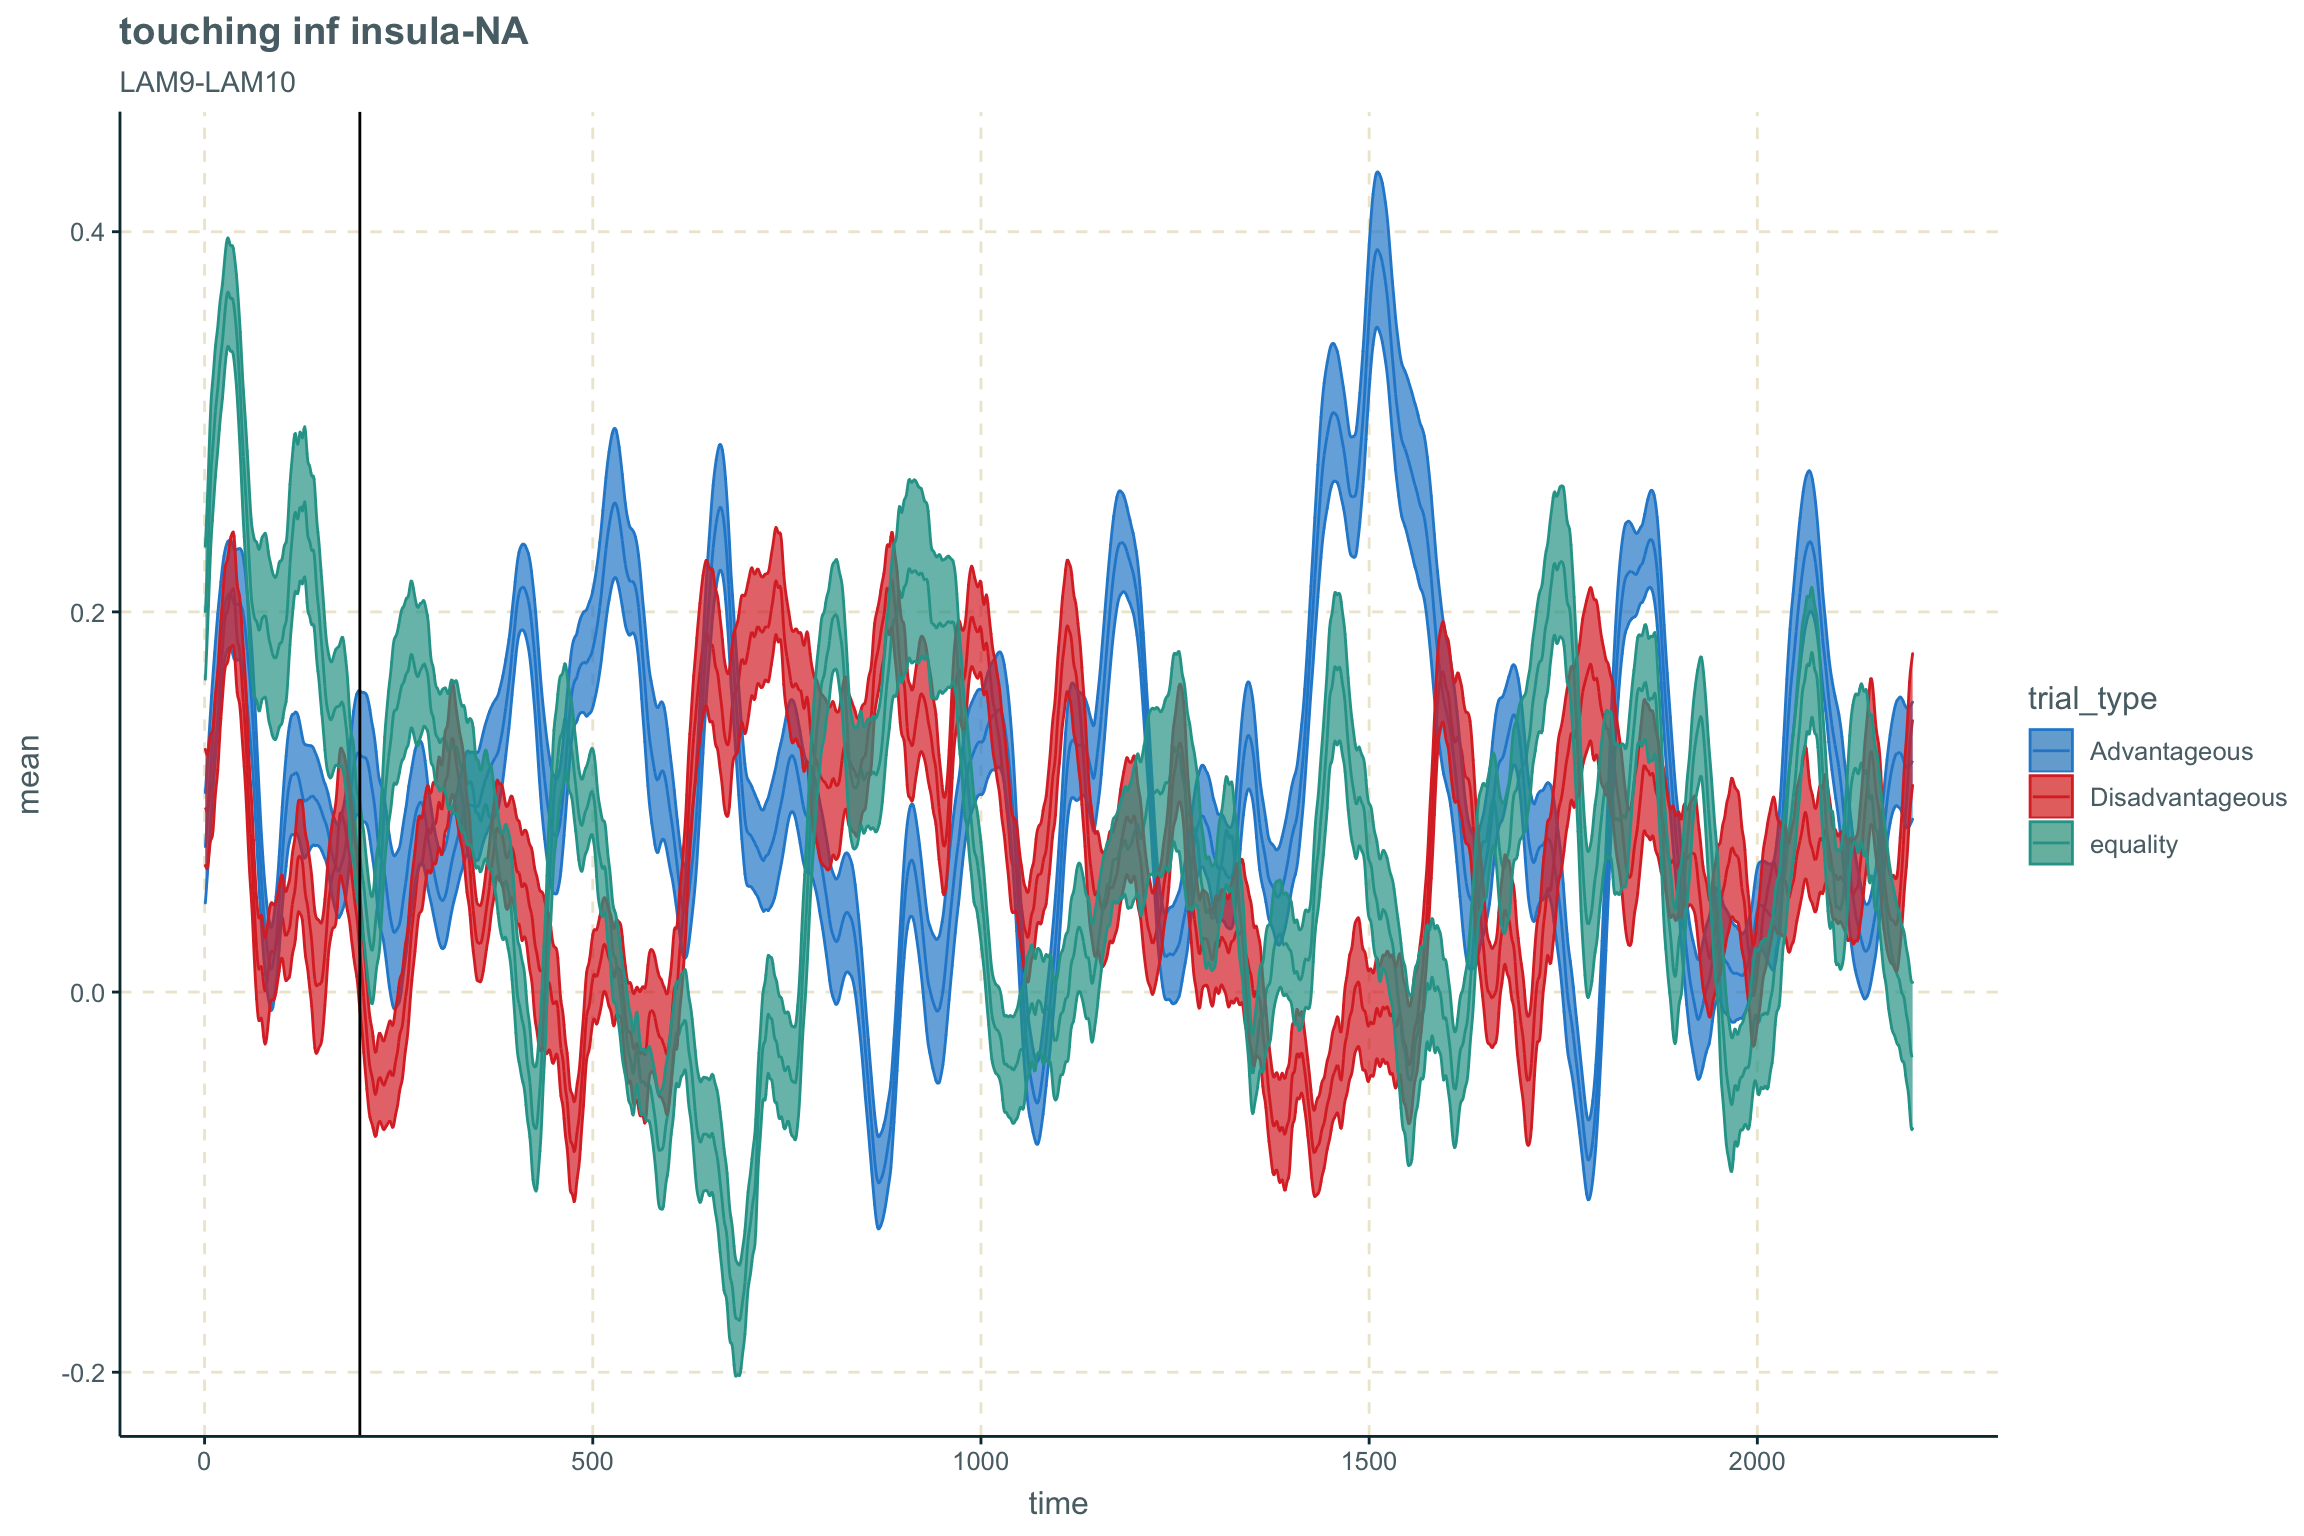 touching inf insula-NA
LAM9-LAM10
0.4
0.2
0.0
-0.2
mean
0
500
1000
1500
2000
time
trial_type
Advantageous
Disadvantageous
equality